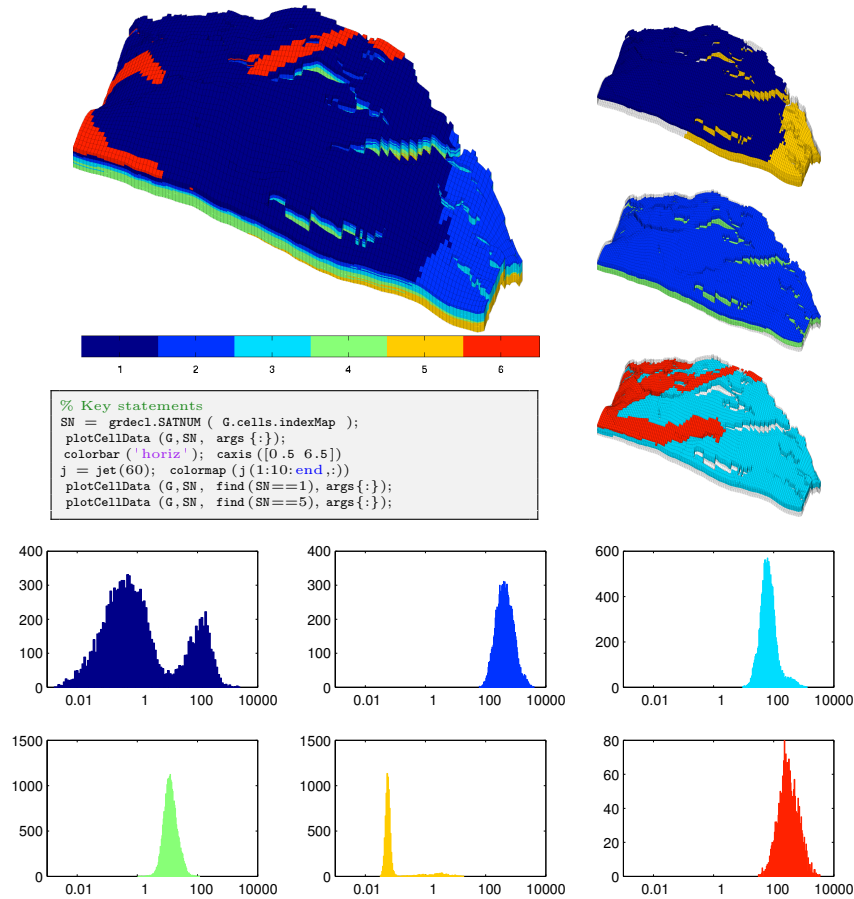 1 2 3 4 5 6
% Key statements
SN = grdecl.SATNUM ( G.cells.indexMap );
plotCellData (G,SN, args {:});
colorbar ('horiz'); caxis ([0.5 6.5])
j = jet(60); colormap (j(1:10:end,:))
plotCellData (G,SN, find(SN==1), args{:});
plotCellData (G,SN, find(SN==5), args{:});
400
300
200
100
0
0.01 1 100 10000
400
300
200
100
0
0.01 1 100 10000
600
400
200
0
0.01 1 100 10000
1500
1000
500
0
0.01 1 100 10000
1500
1000
500
0
0.01 1 100 10000
80
60
40
20
0
0.01 1 100 10000